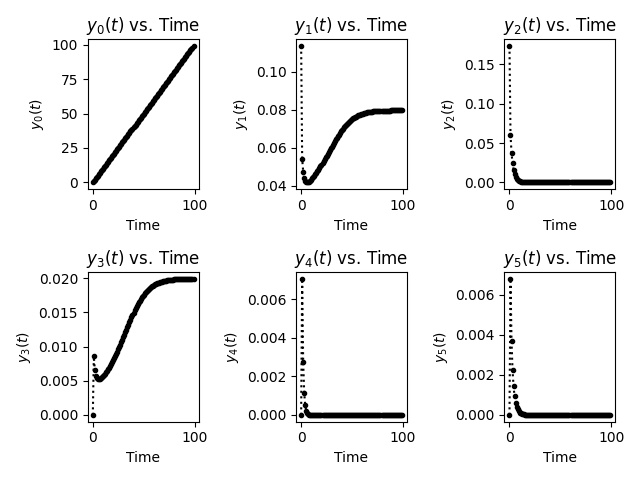 y₀(t) vs. Time
y₁(t) vs. Time
y₂(t) vs. Time
100
75
50
25
0
y₀(t)
0
100
Time
0.10
0.08
0.06
0.04
y₁(t)
0
100
Time
0.15
0.10
0.05
0.00
y₂(t)
0
100
Time
y₃(t) vs. Time
y₄(t) vs. Time
y₅(t) vs. Time
0.020
0.015
0.010
0.005
0.000
y₃(t)
0
100
Time
0.006
0.004
0.002
0.000
y₄(t)
0
100
Time
0.006
0.004
0.002
0.000
y₅(t)
0
100
Time